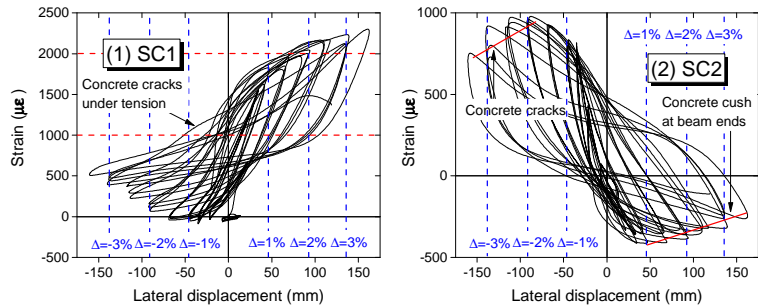 2500
2000
1500
1000
500
0
-500
Strain (με)
(1) SC1
Concrete cracks
under tension
Δ=-3% Δ=-2% Δ=-1%
Δ=1% Δ=2% Δ=3%
-150 -100 -50 0 50 100 150
Lateral displacement (mm)
1000
500
0
-500
Strain (με)
Δ=1% Δ=2% Δ=3%
(2) SC2
Concrete cracks
Concrete cush
at beam ends
Δ=-3% Δ=-2% Δ=-1%
-150 -100 -50 0 50 100 150
Lateral displacement (mm)